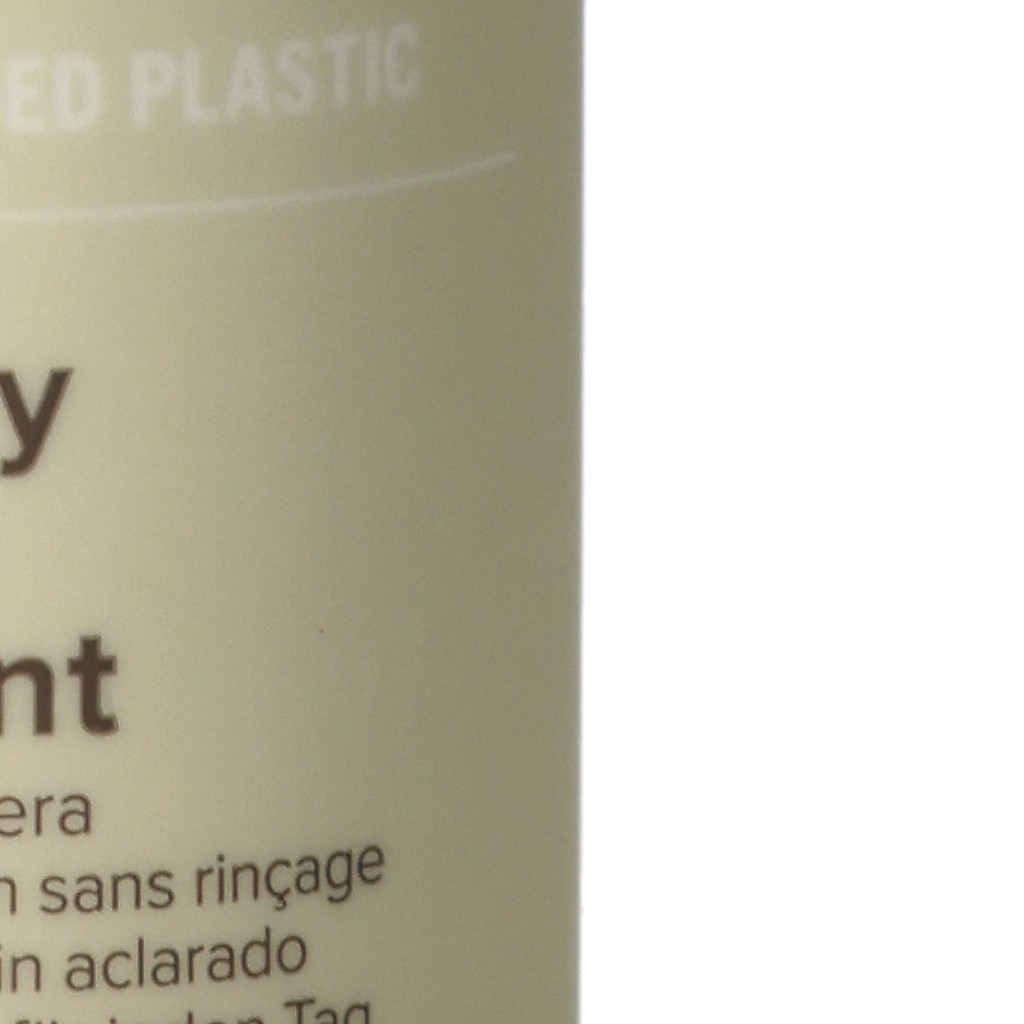 ED PLASTIC
y
nt
era
n sans rinçage
in aclarado